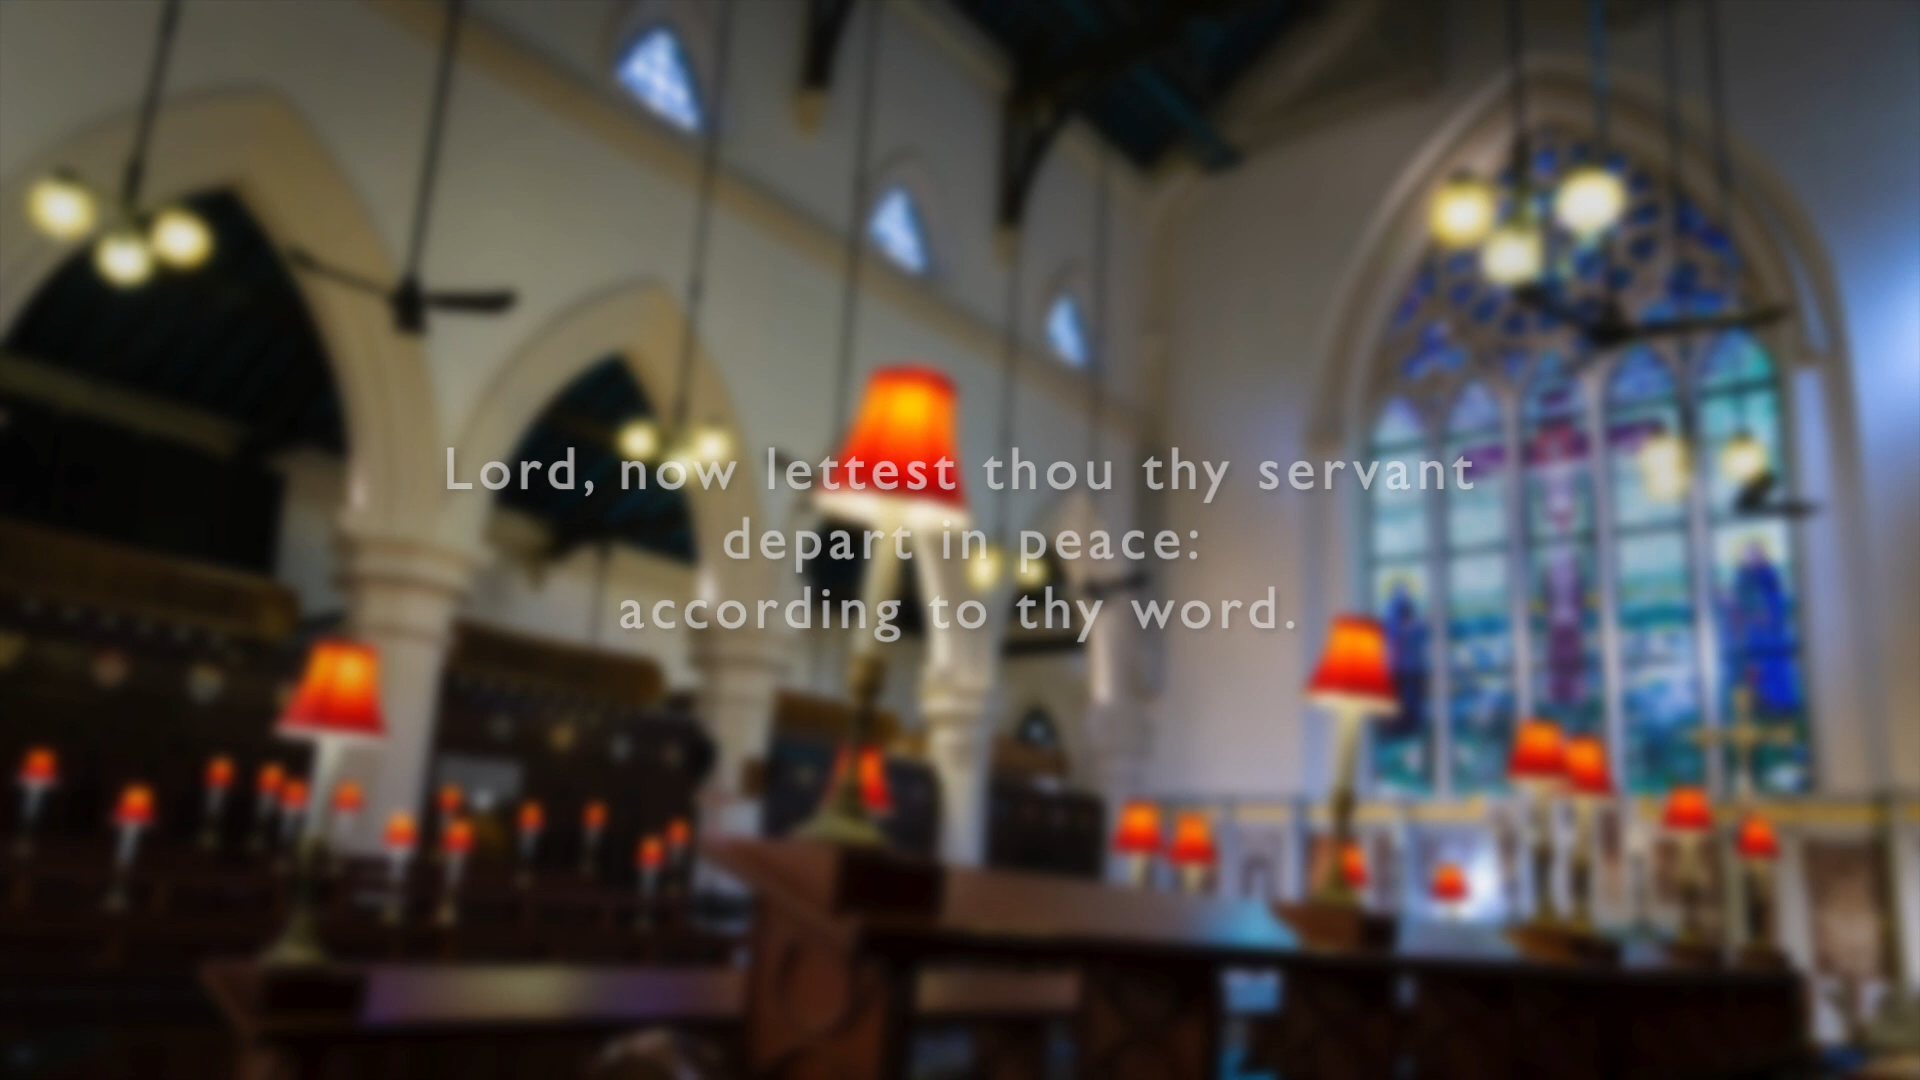 Lord, now lettest thou thy servant
depart in peace:
according to thy word.